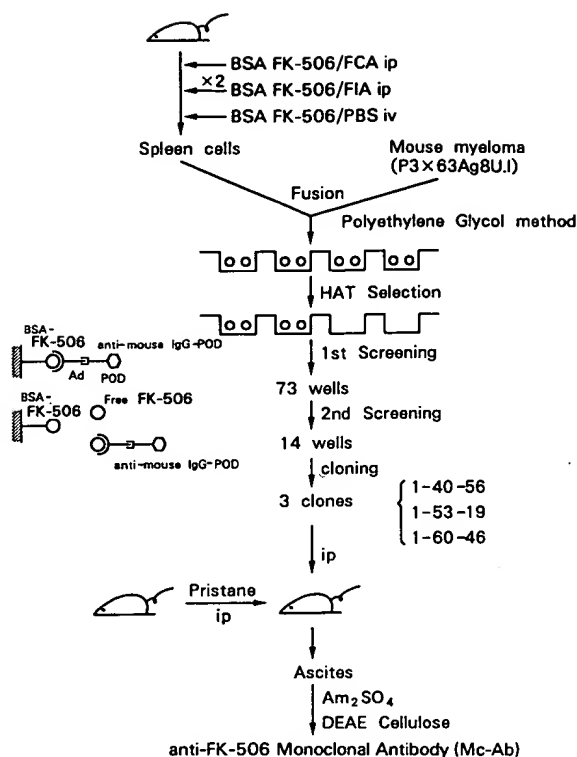 BSA FK-506/FCA ip
×2
BSA FK-506/FIA ip
BSA FK-506/PBS iv
Spleen cells
Mouse myeloma
(P3×63Ag8U.I)
Fusion
Polyethylene Glycol method
HAT Selection
BSA-
FK-506
anti-mouse IgG-POD
Ad
POD
1st Screening
73 wells
BSA-
FK-506
Free FK-506
2nd Screening
14 wells
anti-mouse IgG-POD
cloning
3 clones
1-40-56
1-53-19
1-60-46
ip
Pristane
ip
Ascites
Am₂SO₄
DEAE Cellulose
anti-FK-506 Monoclonal Antibody (Mc-Ab)